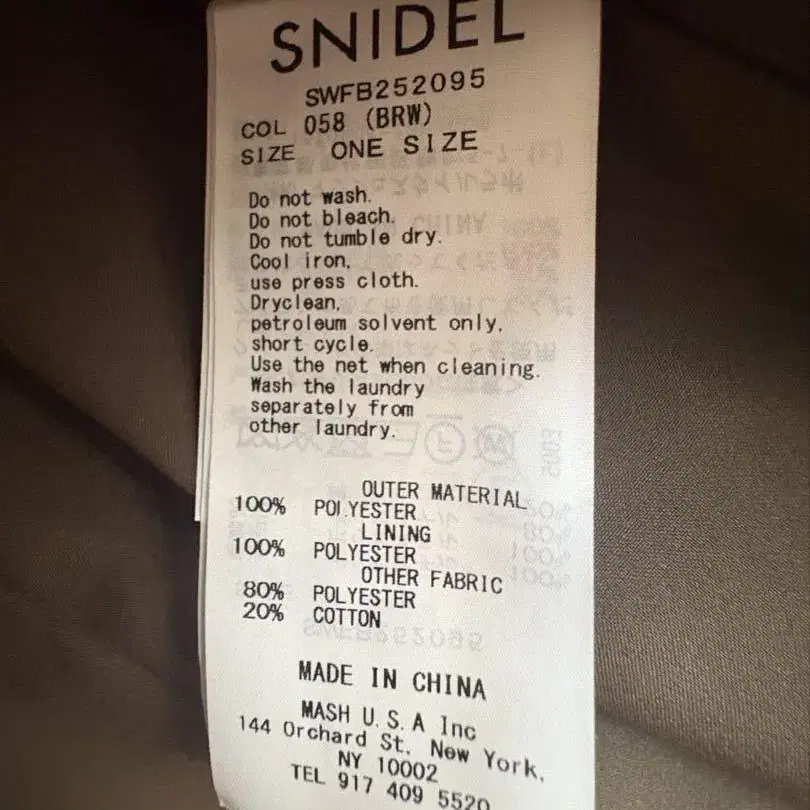 SNIDEL
SWFB252095
COL 058 (BRW)
SIZE ONE SIZE
Do not wash.
Do not bleach.
Do not tumble dry.
Cool iron,
use press cloth.
Dryclean,
petroleum solvent only,
short cycle.
Use the net when cleaning.
Wash the laundry
separately from
other laundry.
OUTER MATERIAL
100% POLYESTER
LINING
100% POLYESTER
OTHER FABRIC
80% POLYESTER
20% COTTON
MADE IN CHINA
MASH U.S.A Inc
144 Orchard St, New York,
NY 10002
TEL 917 409 5520